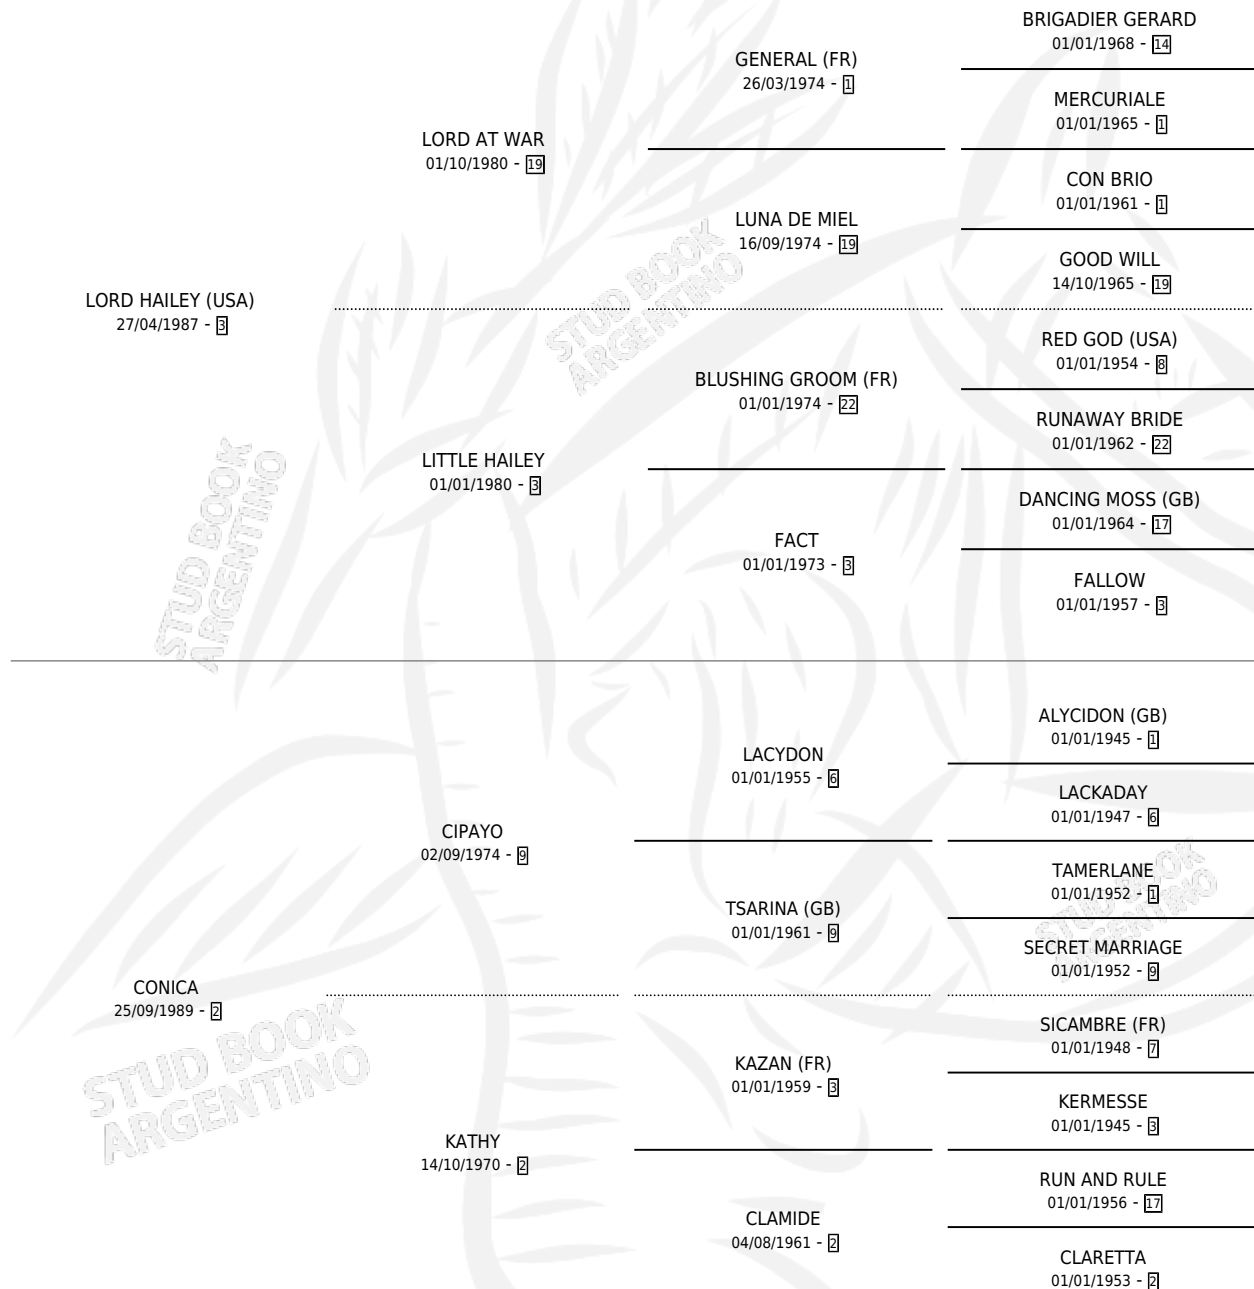 BRIGADIER GERARD
01/01/1968 - 14
GENERAL (FR)
26/03/1974 - 1
MERCURIALE
01/01/1965 - 1
LORD AT WAR
01/10/1980 - 19
CON BRIO
01/01/1961 - 1
LUNA DE MIEL
16/09/1974 - 19
GOOD WILL
14/10/1965 - 19
LORD HAILEY (USA)
27/04/1987 - 3
RED GOD (USA)
01/01/1954 - 8
BLUSHING GROOM (FR)
01/01/1974 - 22
RUNAWAY BRIDE
01/01/1962 - 22
LITTLE HAILEY
01/01/1980 - 3
DANCING MOSS (GB)
01/01/1964 - 17
FACT
01/01/1973 - 3
FALLOW
01/01/1957 - 3
STUD BOOK
ARGENTINO
STUD BOOK
ARGENTINO
ALYCIDON (GB)
01/01/1945 - 1
LACYDON
01/01/1955 - 6
LACKADAY
01/01/1947 - 6
CIPAYO
02/09/1974 - 9
TAMERLANE
01/01/1952 - 1
TSARINA (GB)
01/01/1961 - 9
SECRET MARRIAGE
01/01/1952 - 9
STUD BOOK
ARGENTINO
CONICA
25/09/1989 - 2
SICAMBRE (FR)
01/01/1948 - 7
KAZAN (FR)
01/01/1959 - 3
KERMESSE
01/01/1945 - 3
STUD BOOK
ARGENTINO
KATHY
14/10/1970 - 2
RUN AND RULE
01/01/1956 - 17
CLAMIDE
04/08/1961 - 2
CLARETTA
01/01/1953 - 2